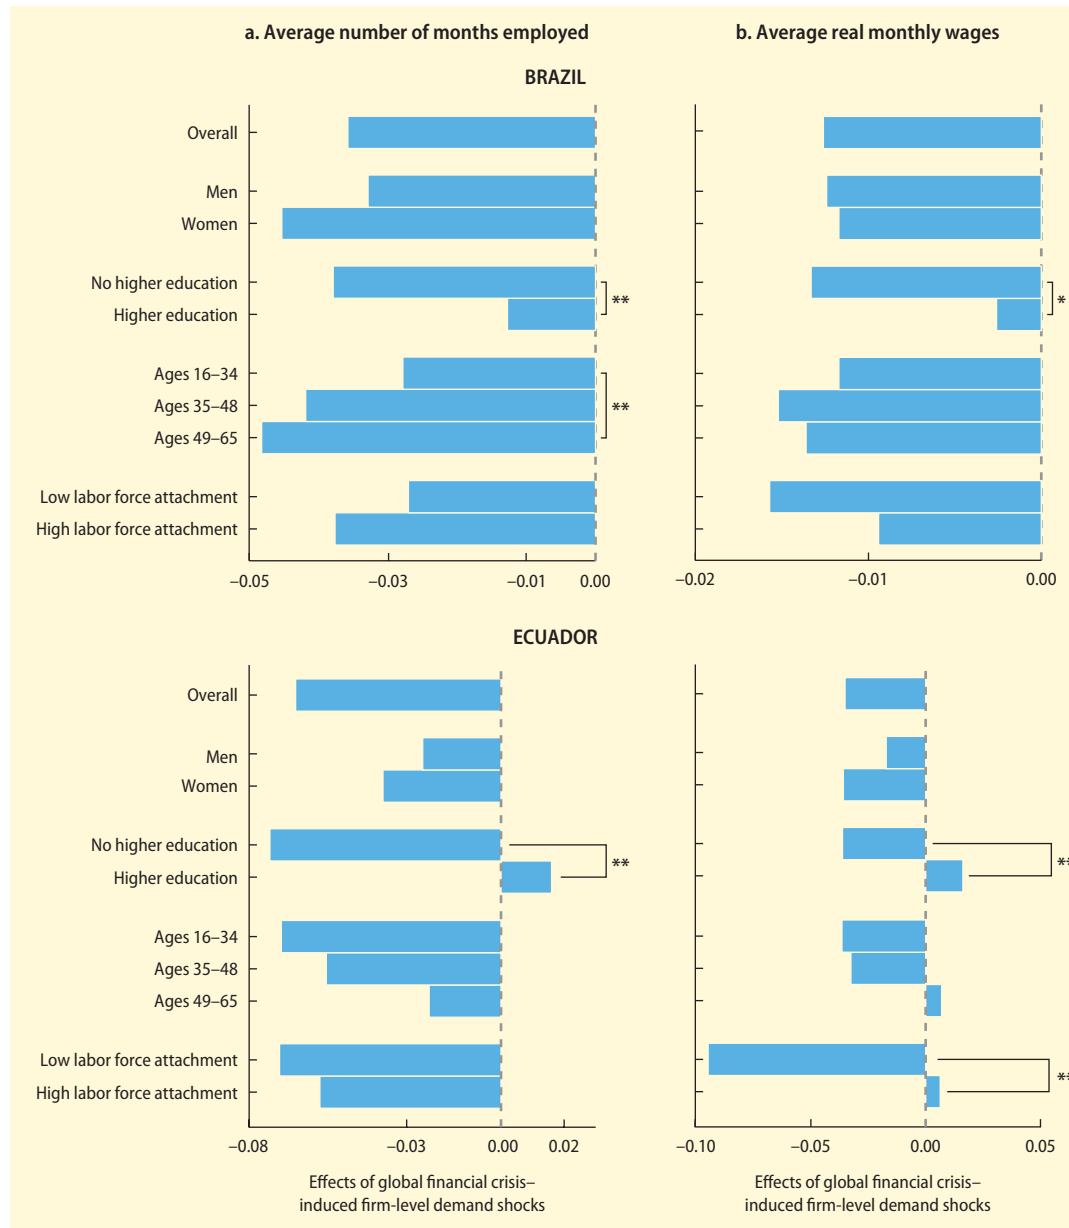 a. Average number of months employed
b. Average real monthly wages
BRAZIL
Overall
Men
Women
No higher education
**
*
Higher education
Ages 16–34
Ages 35–48
**
Ages 49–65
Low labor force attachment
High labor force attachment
–0.05
–0.03
–0.01
0.00
–0.02
–0.01
0.00
ECUADOR
Overall
Men
Women
No higher education
**
**
Higher education
Ages 16–34
Ages 35–48
Ages 49–65
Low labor force attachment
**
High labor force attachment
–0.08
–0.03
0.00
0.02
–0.10
–0.05
0.00
0.05
Effects of global financial crisis–
induced firm-level demand shocks
Effects of global financial crisis–
induced firm-level demand shocks